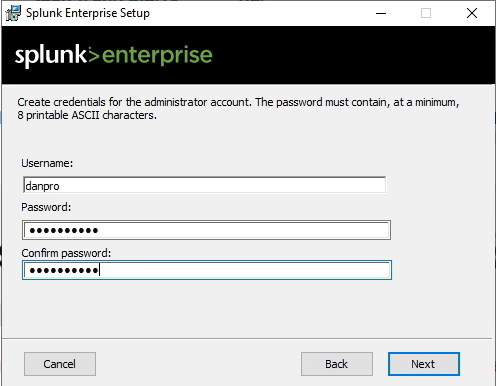 Splunk Enterprise Setup
splunk>enterprise
Create credentials for the administrator account. The password must contain, at a minimum,
8 printable ASCII characters.
Username:
danpro
Password:
●●●●●●●●●●
Confirm password:
●●●●●●●●●●
Cancel
Back
Next